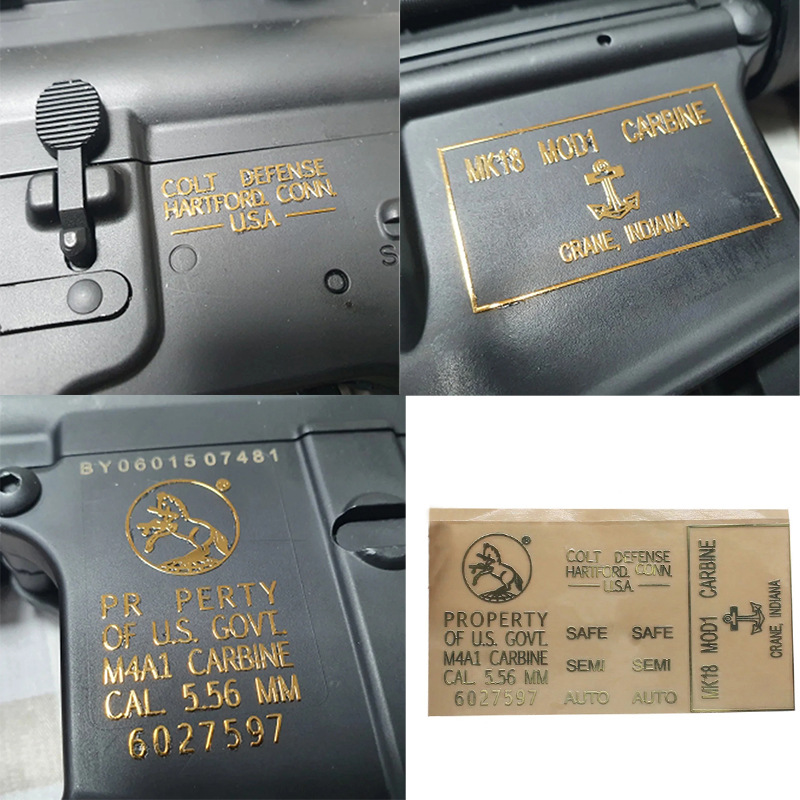 COLT DEFENSE
HARTFORD. CONN.
U.S.A.
S
MK18 MOD1 CARBINE
CRANE, INDIANA
BY0601507481
®
PR PERTY
OF U.S. GOVT.
M4A1 CARBINE
CAL. 5.56 MM
6027597
®
PROPERTY
OF U.S. GOVT.
M4A1 CARBINE
CAL. 5.56 MM
6027597
COLT DEFENSE
HARTFORD. CONN.
U.S.A.
SAFE SAFE
SEMI SEMI
AUTO AUTO
MK18 MOD1 CARBINE
CRANE, INDIANA